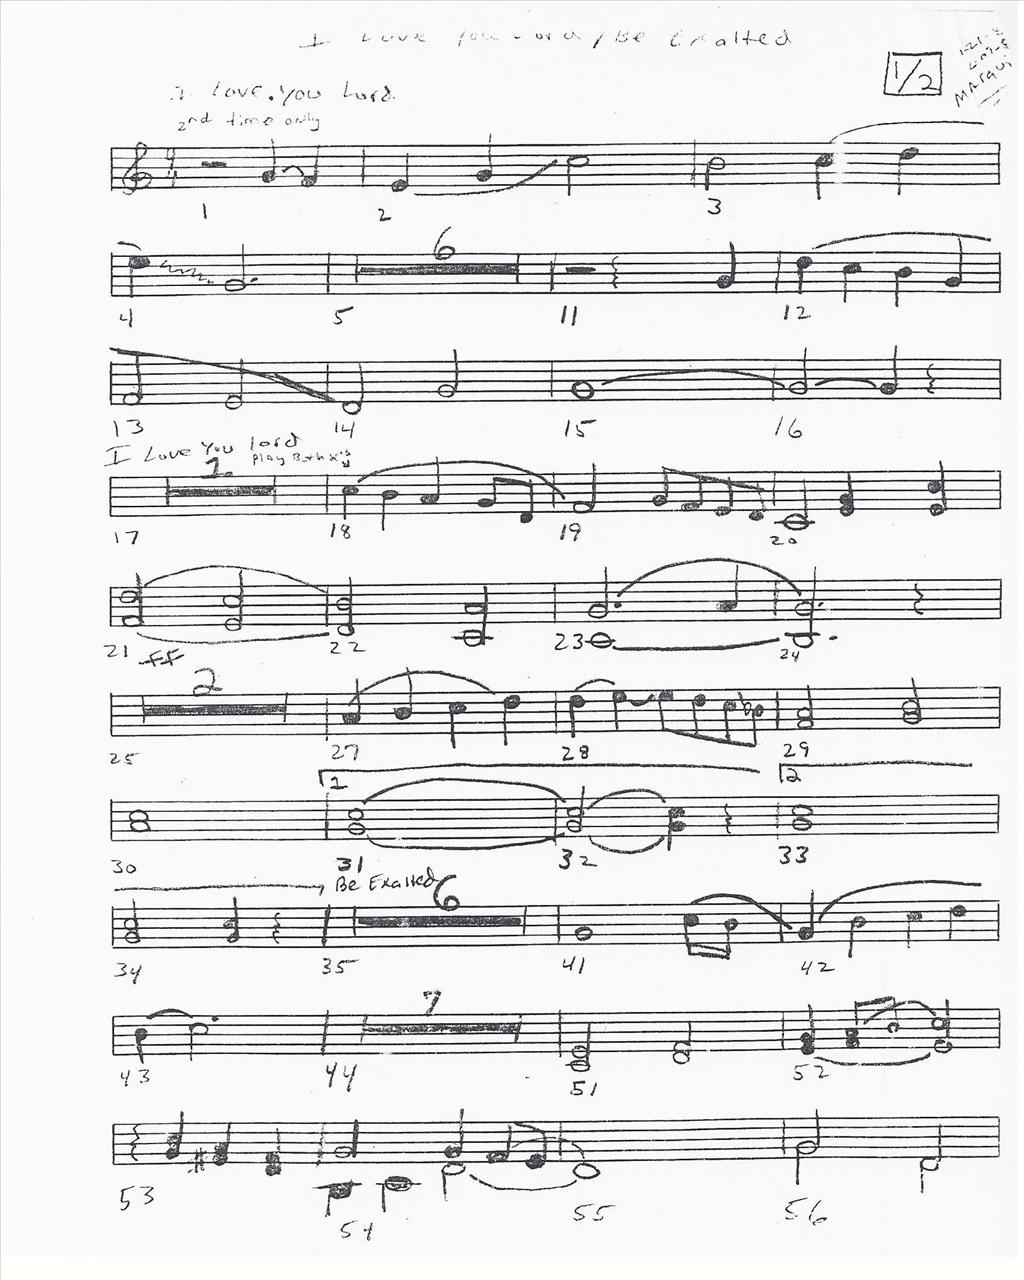 I Love You Lord / Be Exalted
1/2
I Love You Lord
2nd time only
1 2 3
6
4 5 11 12
13 14 15 16
I Love You Lord
1 Play Both
17 18 19 20
21 ff 22 23 24
2
25 27 28 29
1 2
30 31 32 33
Be Exalted
6
34 35 41 42
7
43 44 51 52
53 54 55 56